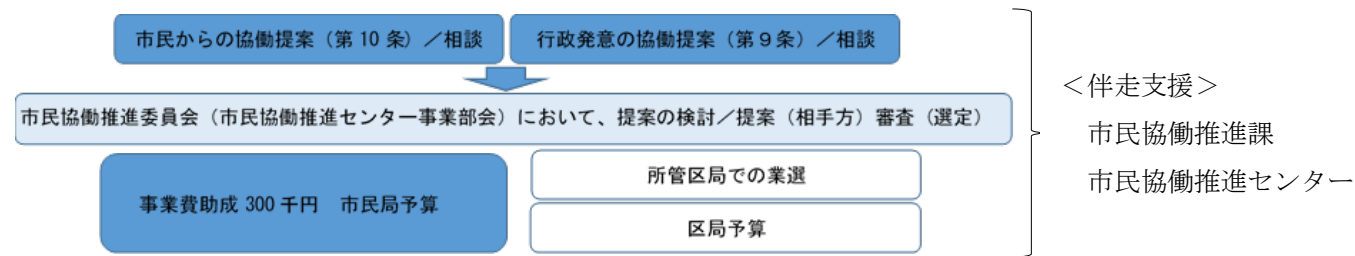 市民からの協働提案（第 10 条）／相談
行政発意の協働提案（第９条）／相談
市民協働推進委員会（市民協働推進センター事業部会）において、提案の検討／提案（相手方）審査（選定）
事業費助成 300 千円　市民局予算
所管区局での業選
区局予算
＜伴走支援＞
市民協働推進課
市民協働推進センター